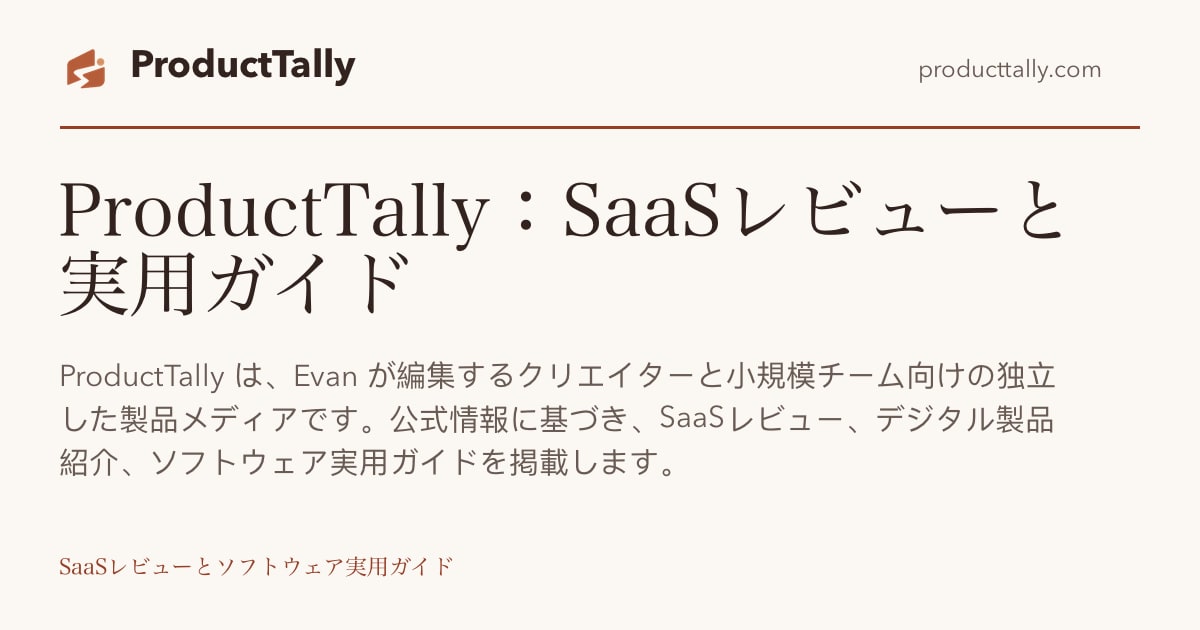 ProductTally
producttally.com
ProductTally：SaaSレビューと
実用ガイド
ProductTally は、Evan が編集するクリエイターと小規模チーム向けの独立
した製品メディアです。公式情報に基づき、SaaSレビュー、デジタル製品
紹介、ソフトウェア実用ガイドを掲載します。
SaaSレビューとソフトウェア実用ガイド